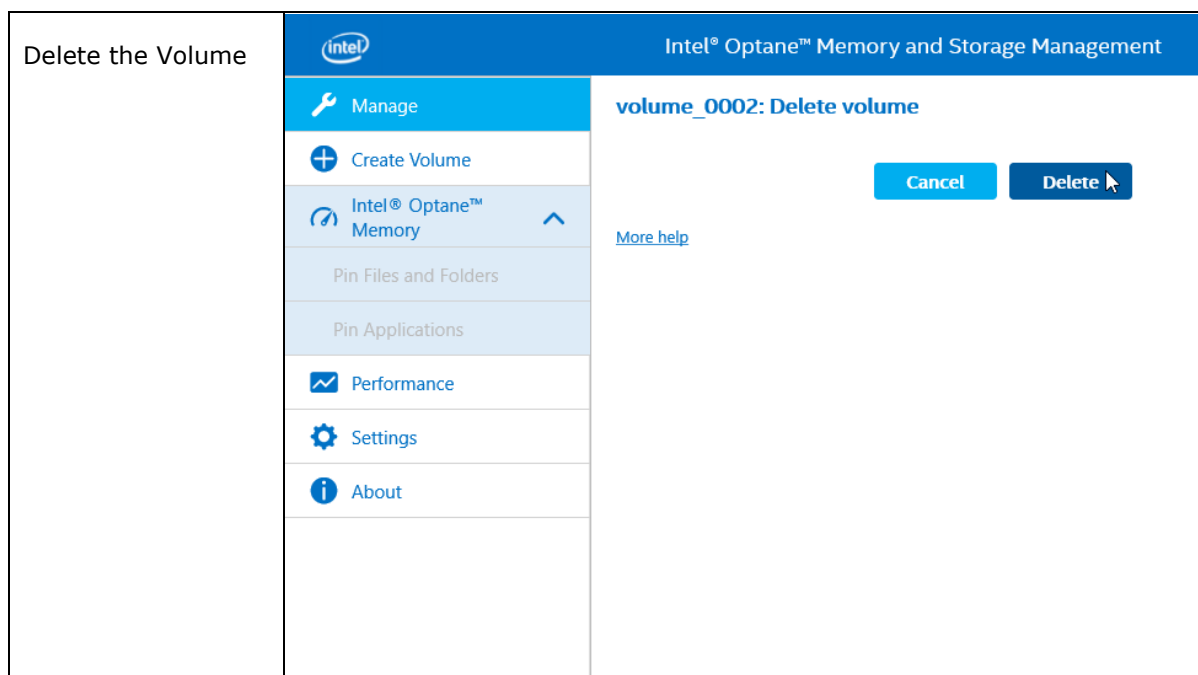 Delete the Volume
intel
Intel® Optane™ Memory and Storage Management
Manage
Create Volume
Intel® Optane™
Memory
Pin Files and Folders
Pin Applications
Performance
Settings
About
volume_0002: Delete volume
Cancel Delete
More help